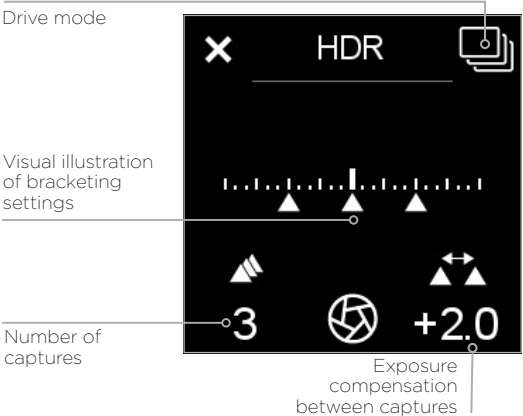 Drive mode
HDR
Visual illustration
of bracketing
settings
3
+2.0
Number of
captures
Exposure
compensation
between captures